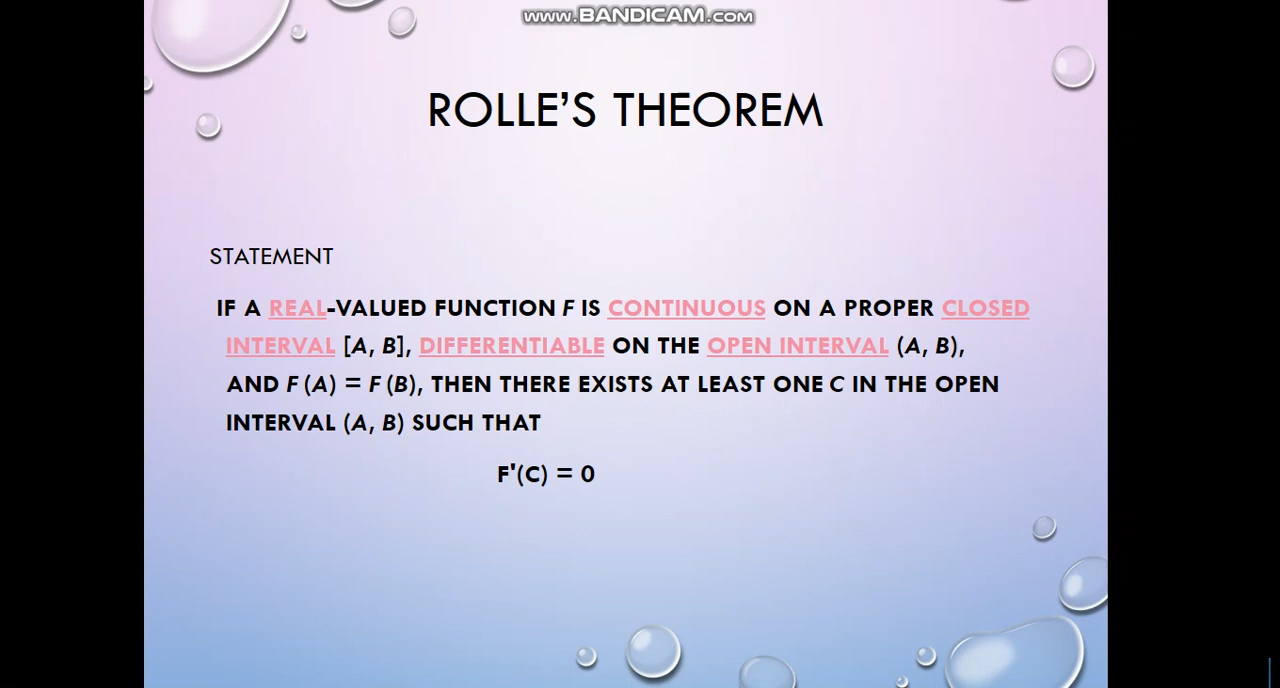 www.BANDICAM.com
ROLLE'S THEOREM
STATEMENT
IF A REAL-VALUED FUNCTION F IS CONTINUOUS ON A PROPER CLOSED
INTERVAL [A, B], DIFFERENTIABLE ON THE OPEN INTERVAL (A, B),
AND F (A) = F (B), THEN THERE EXISTS AT LEAST ONE C IN THE OPEN
INTERVAL (A, B) SUCH THAT
F'(C) = 0